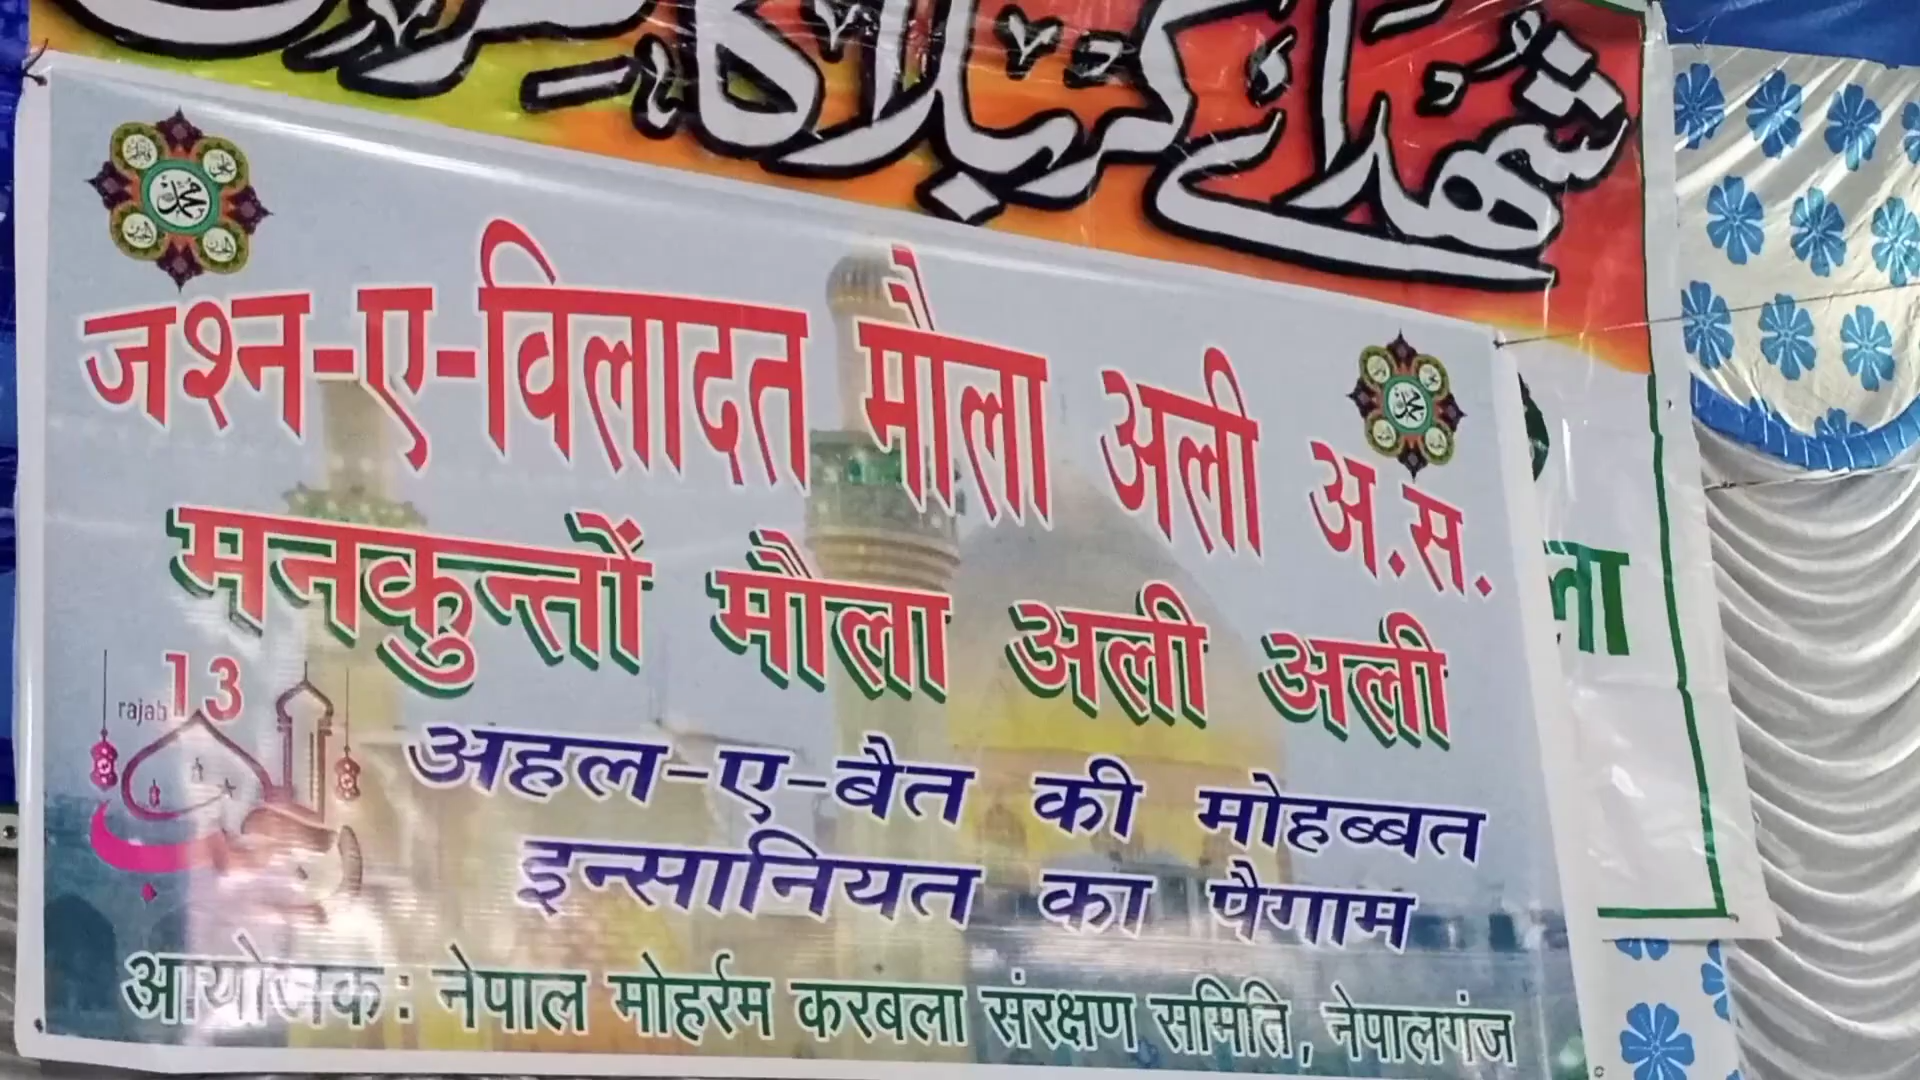 شہدائے کربلا کا
जश्न-ए-विलादत मौला अली अ.स.
मनकुन्तों मौला अली अली
rajab 13
अहल-ए-बैत की मोहब्बत
इन्सानियत का पैगाम
आयोजक: नेपाल मोहर्रम करबला संरक्षण समिति, नेपालगंज